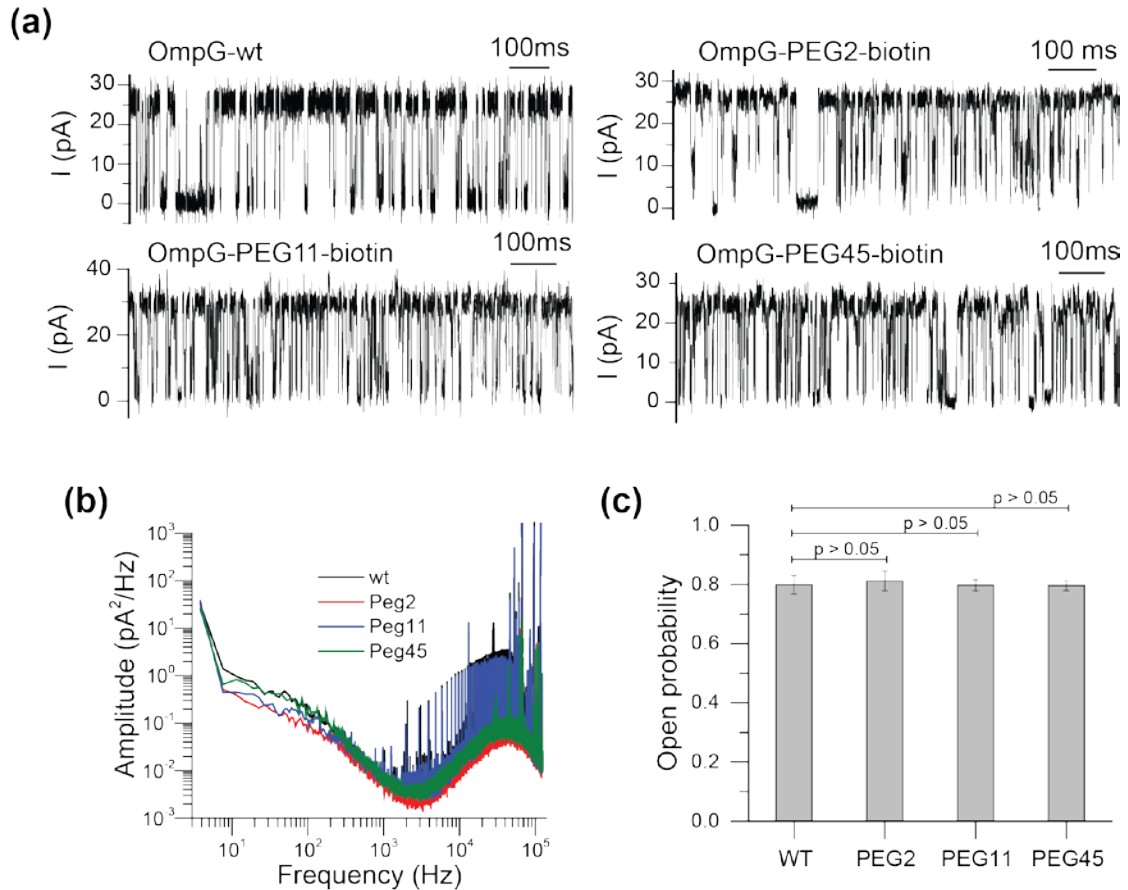 (a)
OmpG-wt
100ms
30
20
10
0
I (pA)
OmpG-PEG2-biotin
100 ms
30
20
10
0
I (pA)
OmpG-PEG11-biotin
100ms
40
20
0
I (pA)
OmpG-PEG45-biotin
100ms
30
20
10
0
I (pA)
(b)
10³
10²
10¹
10⁰
10⁻¹
10⁻²
10⁻³
Amplitude (pA²/Hz)
wt
Peg2
Peg11
Peg45
10¹ 10² 10³ 10⁴ 10⁵
Frequency (Hz)
(c)
p > 0.05
p > 0.05
p > 0.05
1.0
0.8
0.6
0.4
0.2
0.0
Open probability
WT PEG2 PEG11 PEG45